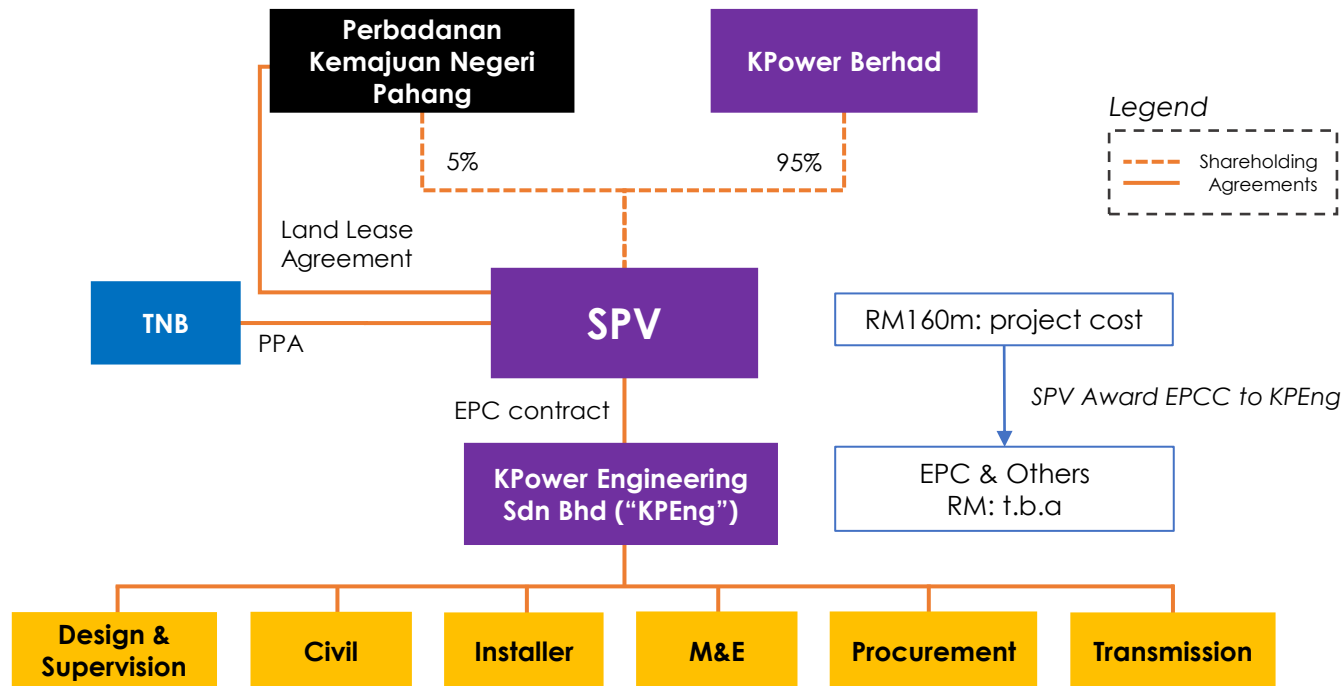 Perbadanan
Kemajuan Negeri
Pahang
KPower Berhad
Legend
Shareholding
Agreements
5%
95%
Land Lease
Agreement
TNB
PPA
SPV
RM160m: project cost
SPV Award EPCC to KPEng
EPC contract
KPower Engineering
Sdn Bhd (“KPEng”)
EPC & Others
RM: t.b.a
Design &
Supervision
Civil
Installer
M&E
Procurement
Transmission